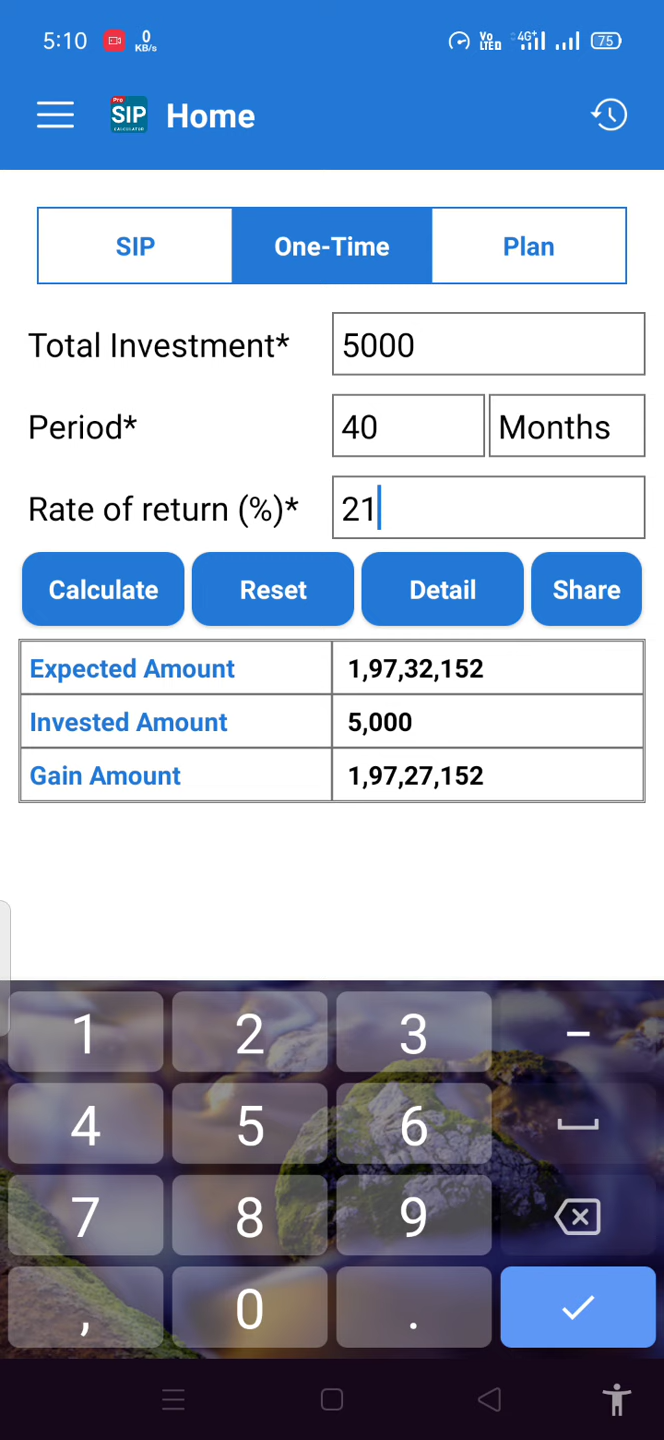 5:10 0 KB/s Vo LTED 4G+ 75
Pro SIP CALCULATOR Home
SIP One-Time Plan
Total Investment* 5000
Period* 40 Months
Rate of return (%)* 21
Calculate Reset Detail Share
Expected Amount 1,97,32,152
Invested Amount 5,000
Gain Amount 1,97,27,152
1 2 3 –
4 5 6
7 8 9
, 0 .